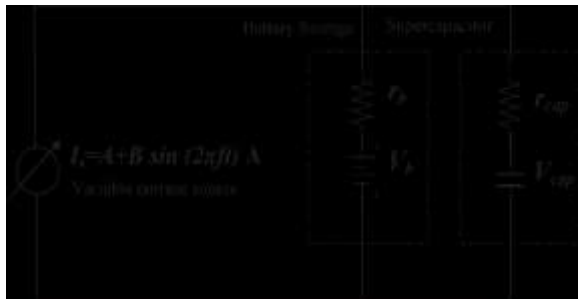 Battery Storage
Supercapacitor
r_b
r_cap
I_s=A+B sin (2πft) A
V_b
V_cap
Variable current source